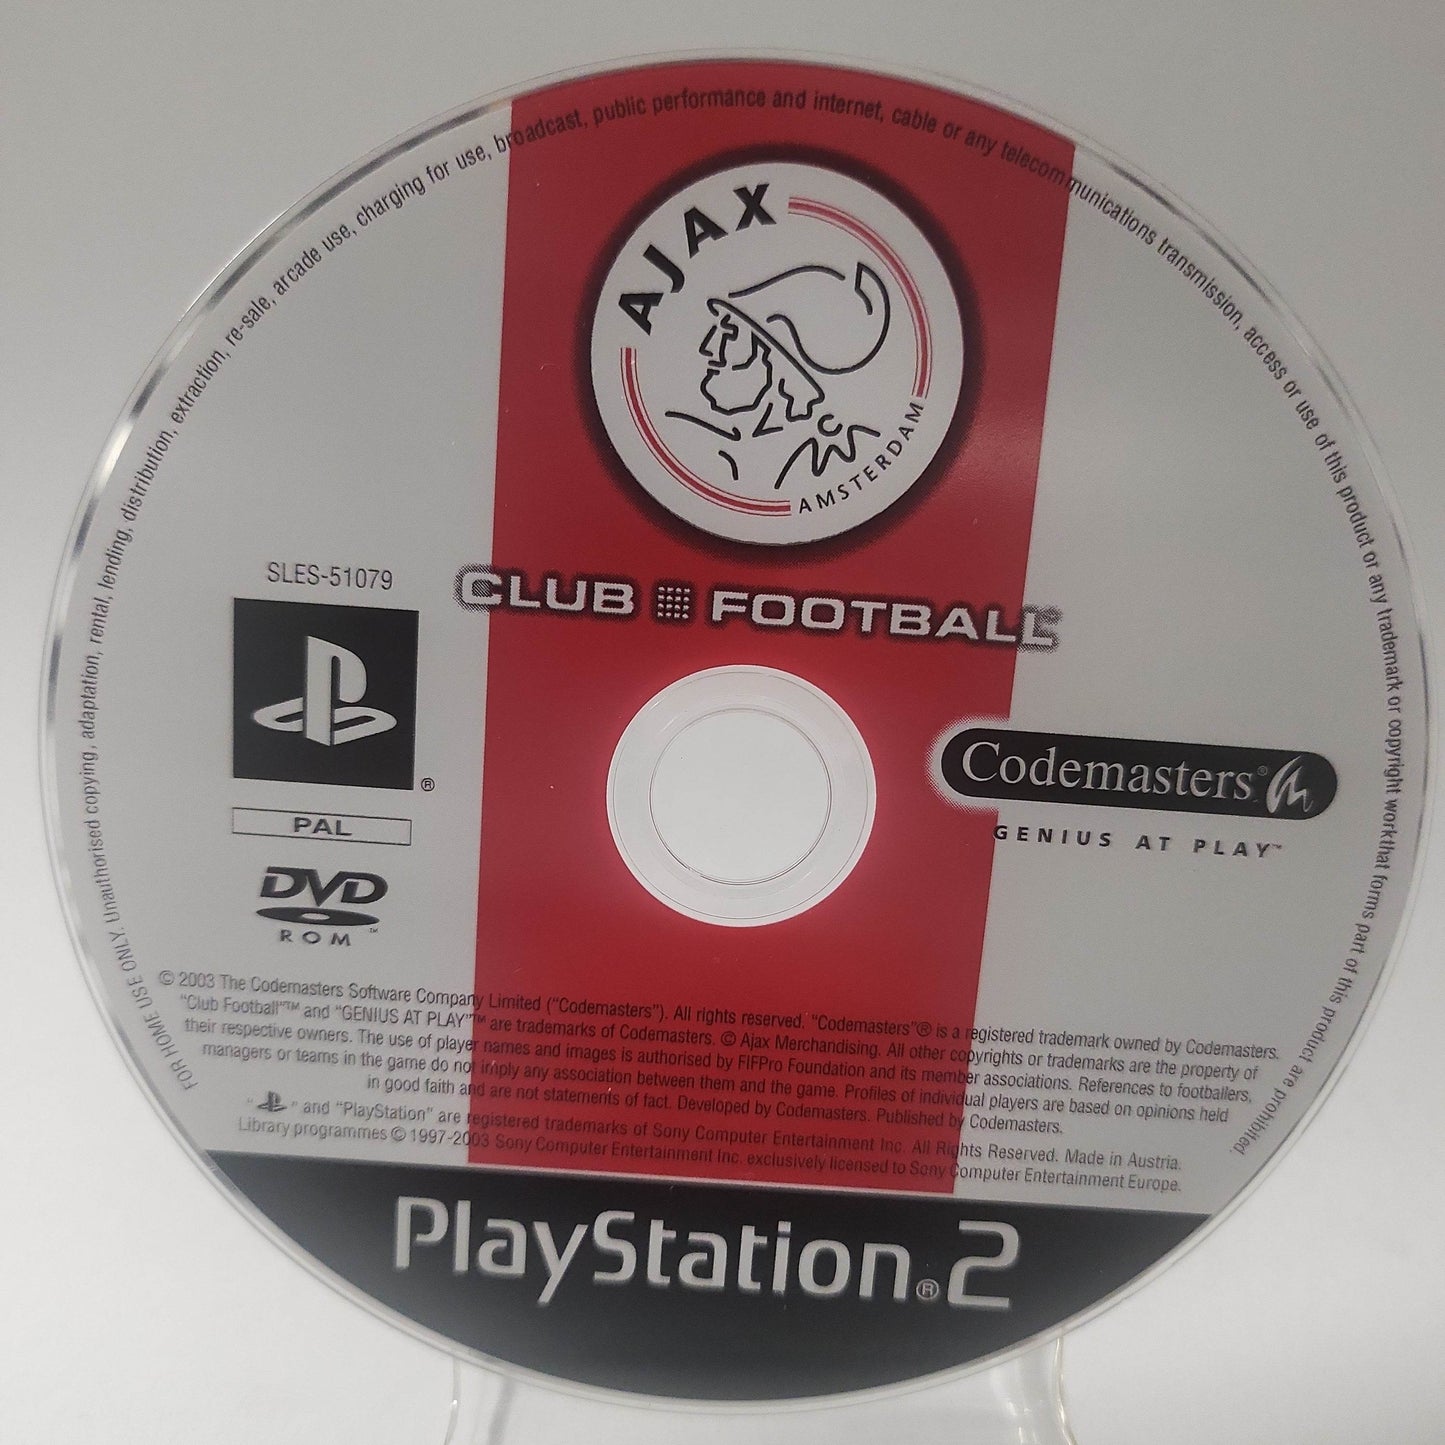 FOR HOME USE ONLY. Unauthorised copying, adaptation, rental, lending, distribution, extraction, re-sale, arcade use, charging for use, broadcast, public performance and internet, cable or any telecommunications transmission, access or use of this product or any trademark or copyright work that forms part of this product are prohibited.
AJAX
AMSTERDAM
SLES-51079
CLUB FOOTBALL
®
PAL
DVD
ROM™
Codemasters®
GENIUS AT PLAY™
© 2003 The Codemasters Software Company Limited ("Codemasters"). All rights reserved. "Codemasters"® is a registered trademark owned by Codemasters.
"Club Football"™ and "GENIUS AT PLAY"™ are trademarks of Codemasters. © Ajax Merchandising. All other copyrights or trademarks are the property of
their respective owners. The use of player names and images is authorised by FIFPro Foundation and its member associations. References to footballers,
managers or teams in the game do not imply any association between them and the game. Profiles of individual players are based on opinions held
in good faith and are not statements of fact. Developed by Codemasters. Published by Codemasters.
" " and "PlayStation" are registered trademarks of Sony Computer Entertainment Inc. All Rights Reserved. Made in Austria.
Library programmes © 1997-2003 Sony Computer Entertainment Inc. exclusively licensed to Sony Computer Entertainment Europe.
PlayStation®2